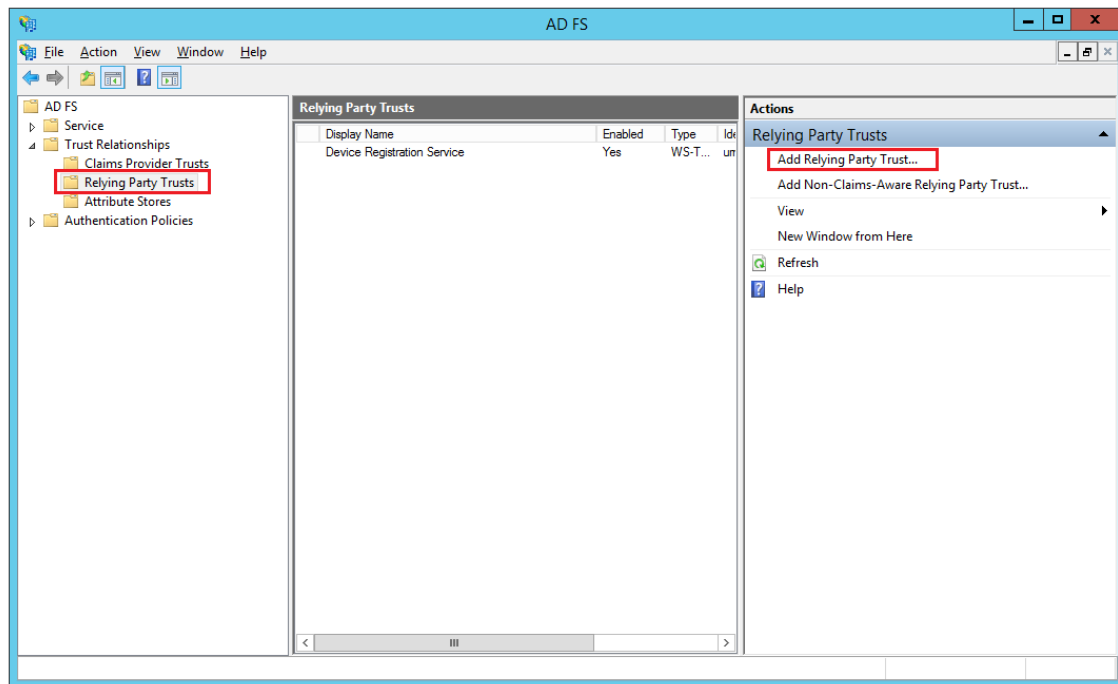 AD FS
File Action View Window Help
AD FS
Service
Trust Relationships
Claims Provider Trusts
Relying Party Trusts
Attribute Stores
Authentication Policies
Relying Party Trusts
Display Name Enabled Type Ide
Device Registration Service Yes WS-T... urn
Actions
Relying Party Trusts
Add Relying Party Trust...
Add Non-Claims-Aware Relying Party Trust...
View
New Window from Here
Refresh
Help